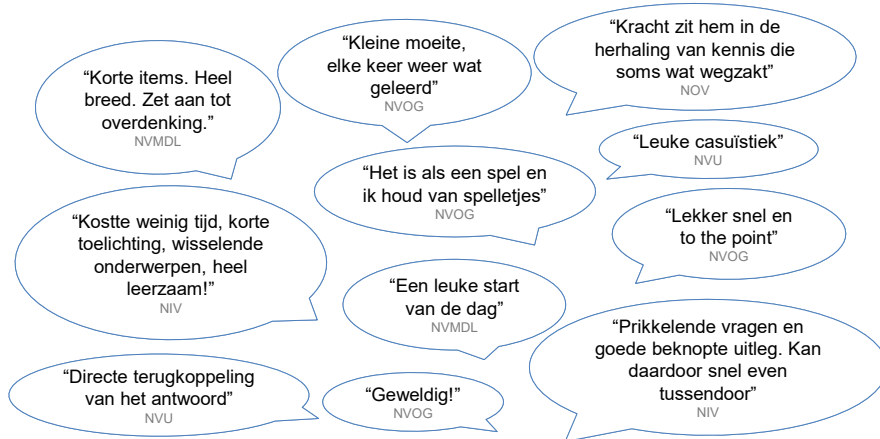 “Korte items. Heel
breed. Zet aan tot
overdenking.”
NVMDL
“Kleine moeite,
elke keer weer wat
geleerd”
NVOG
“Kracht zit hem in de
herhaling van kennis die
soms wat wegzakt”
NOV
“Leuke casuïstiek”
NVU
“Het is als een spel en
ik houd van spelletjes”
NVOG
“Kostte weinig tijd, korte
toelichting, wisselende
onderwerpen, heel
leerzaam!”
NIV
“Lekker snel en
to the point”
NVOG
“Een leuke start
van de dag”
NVMDL
“Prikkelende vragen en
goede beknopte uitleg. Kan
daardoor snel even
tussendoor”
NIV
“Directe terugkoppeling
van het antwoord”
NVU
“Geweldig!”
NVOG